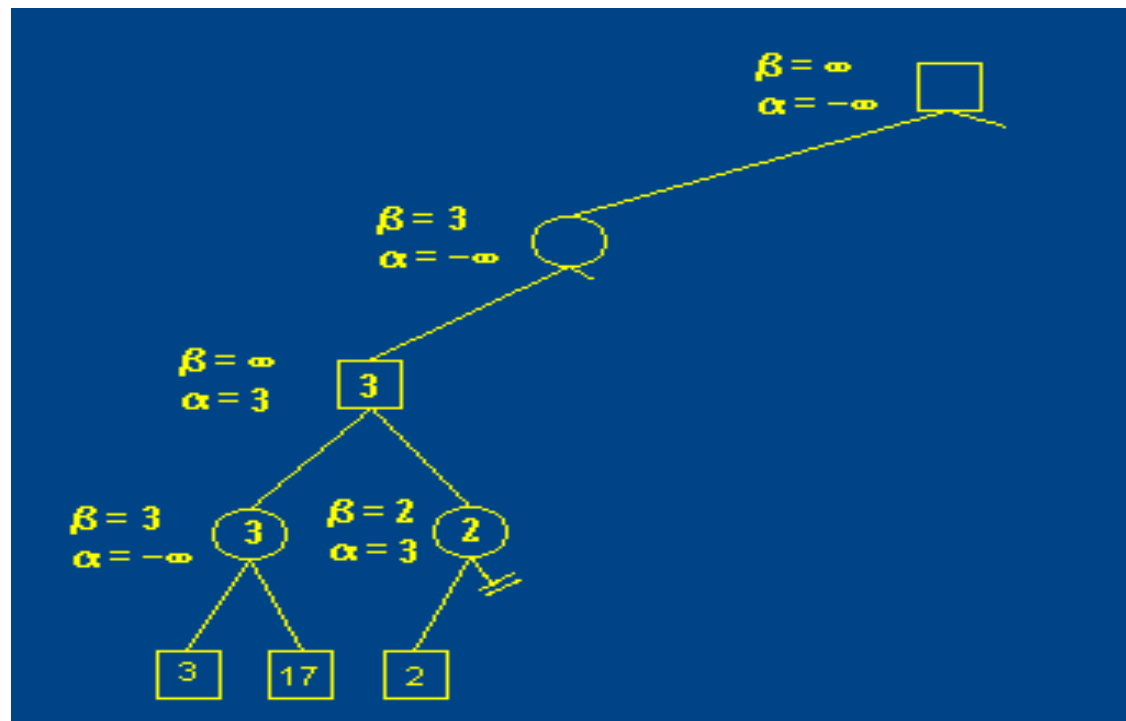 β = ∞
α = −∞
β = 3
α = −∞
β = ∞
α = 3
3
β = 3
α = −∞
3
β = 2
α = 3
2
3
17
2